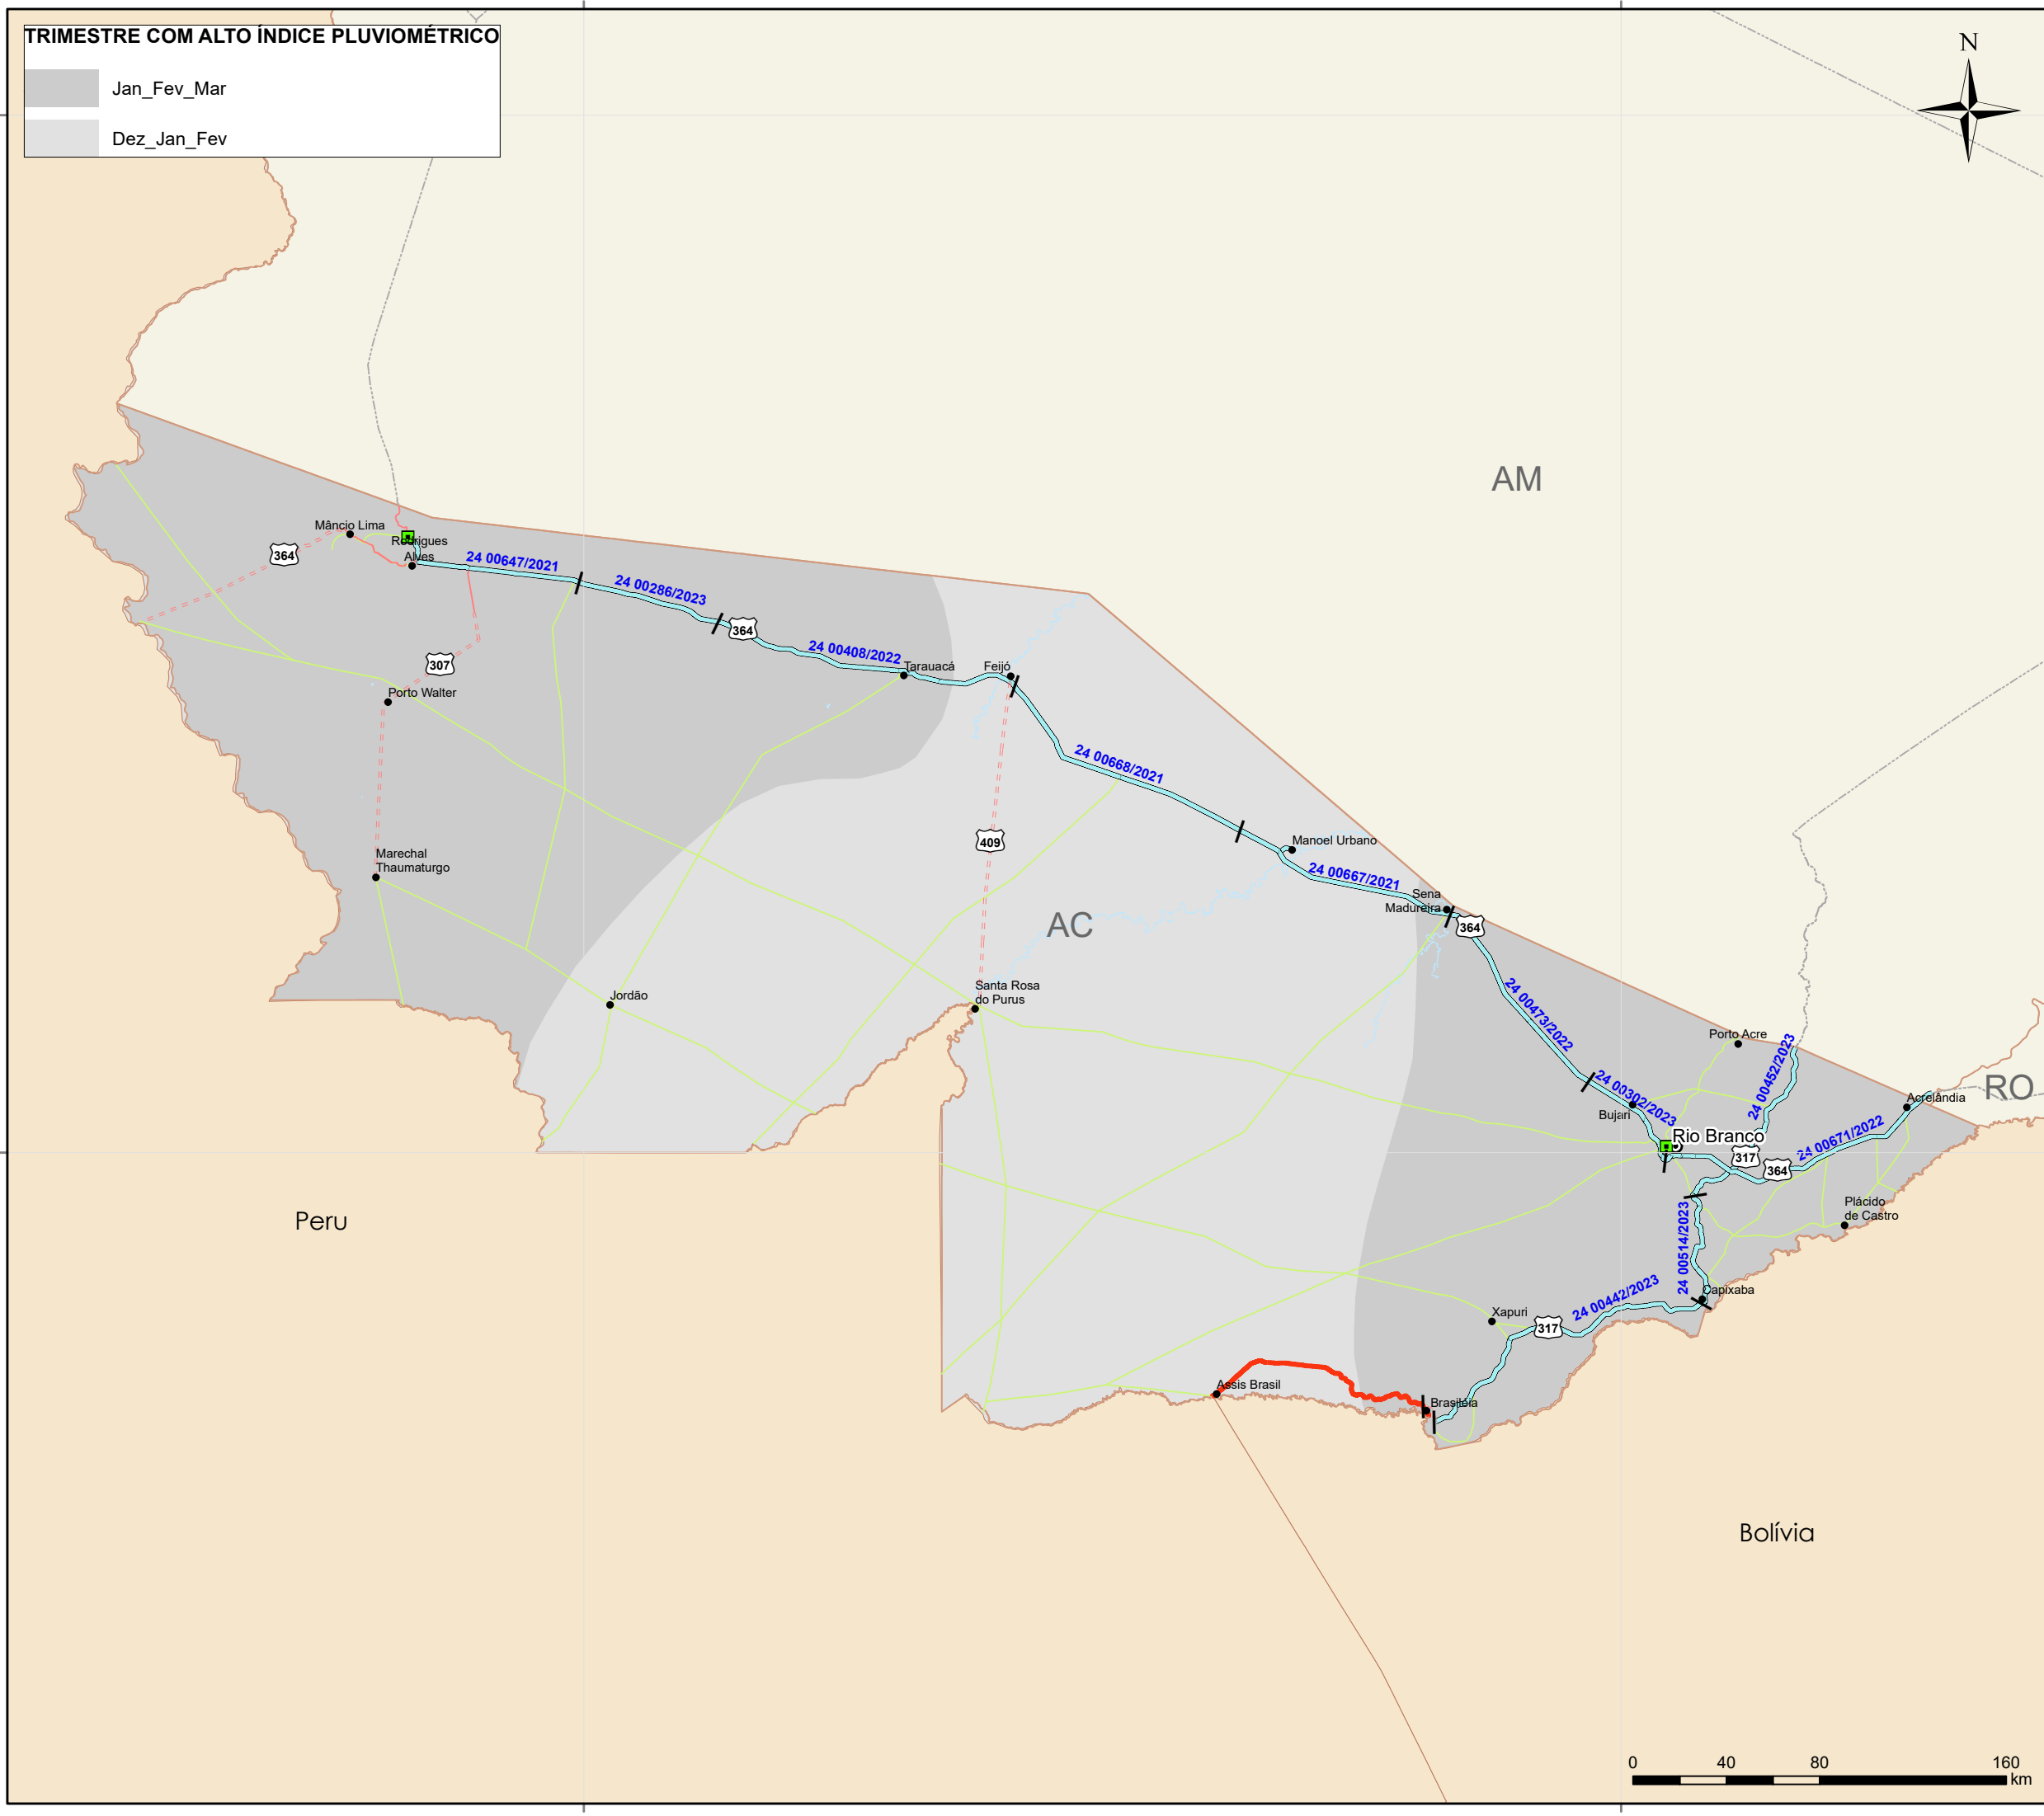 TRIMESTRE COM ALTO ÍNDICE PLUVIOMÉTRICO
Jan_Fev_Mar
Dez_Jan_Fev
N
AM
Mâncio Lima
Rodrigues
Alves
364
24 00647/2021
24 00286/2023
364
24 00408/2022
307
Porto Walter
Tarauacá
Feijó
24 00668/2021
409
Manoel Urbano
24 00667/2021
Marechal
Thaumaturgo
Sena
Madureira
AC
364
Santa Rosa
do Purus
Jordão
24 00473/2022
Porto Acre
24 00452/2023
24 00302/2023
RO
Acrelândia
Bujari
Rio Branco
24 00671/2022
317
364
Plácido
de Castro
Peru
24 00514/2023
24 00442/2023
Capixaba
Xapuri
317
Assis Brasil
Brasiléia
Bolívia
0 40 80 160
km